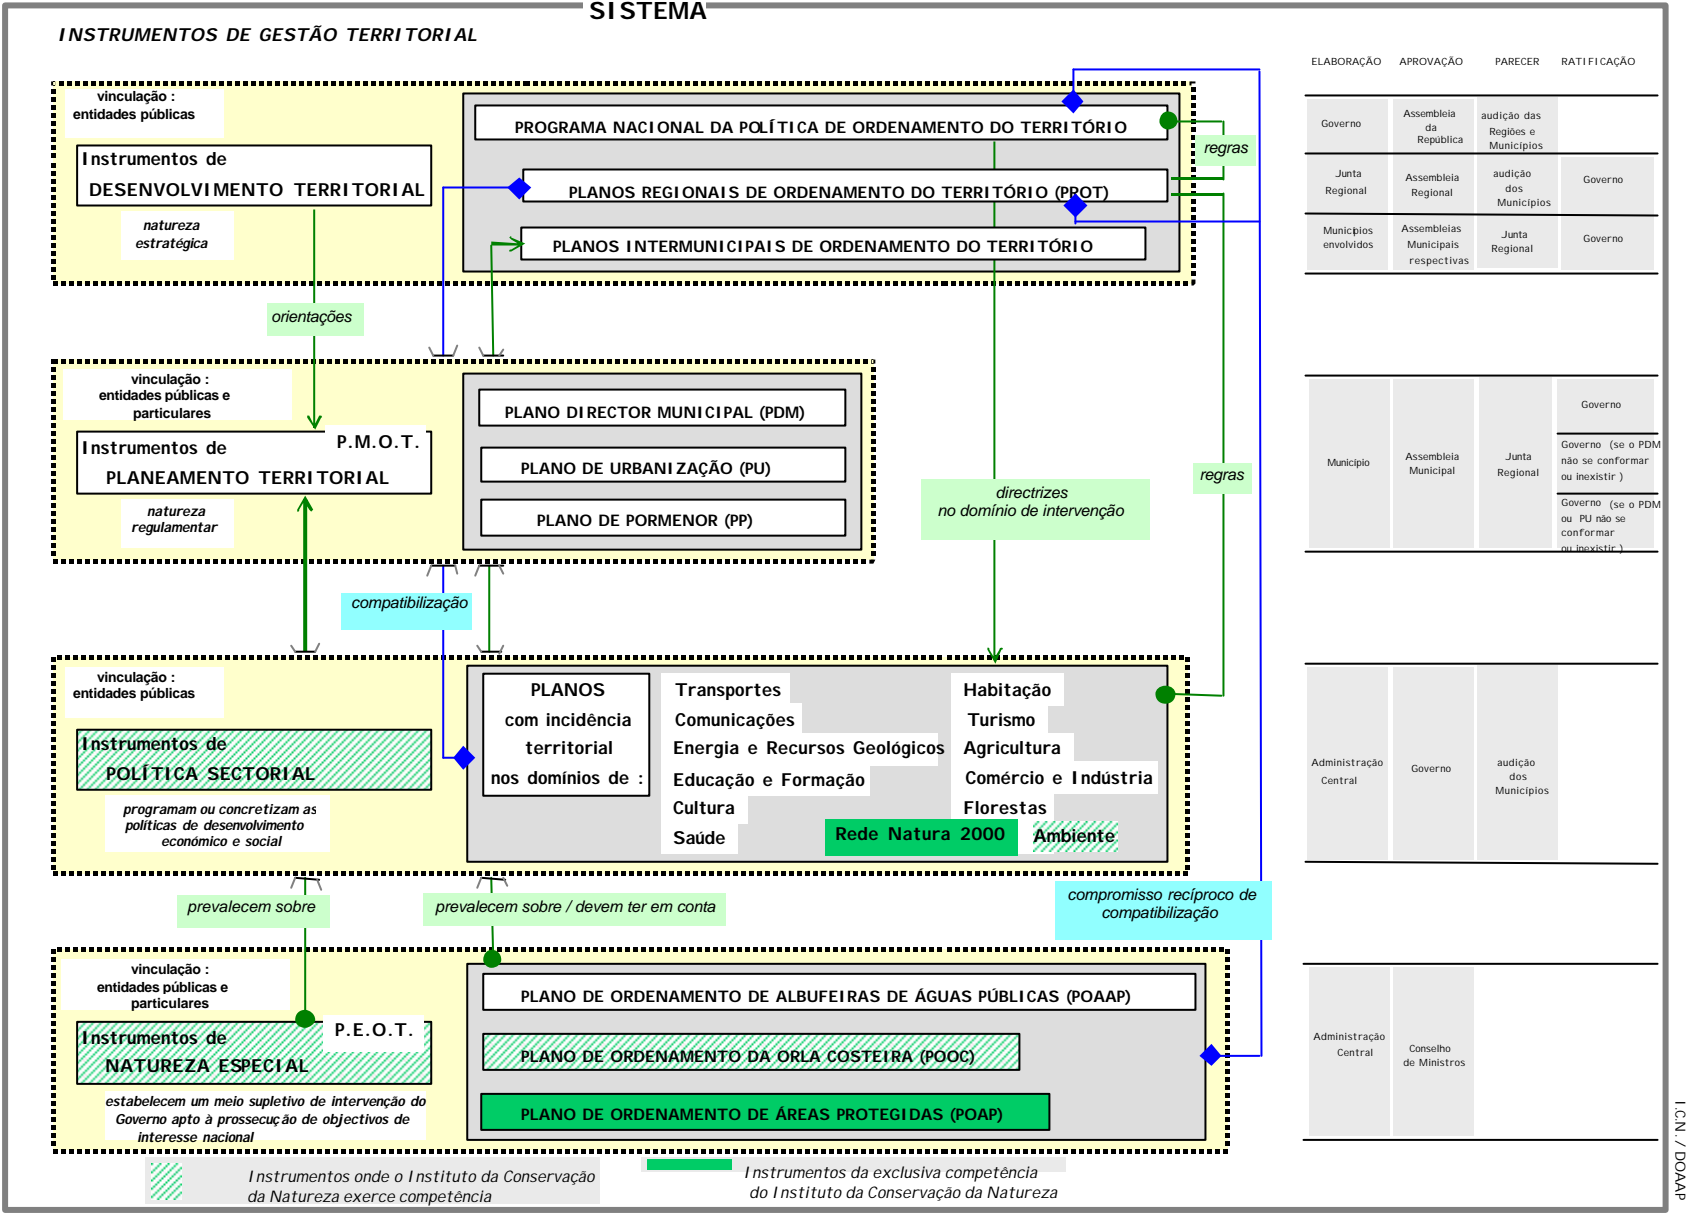 SISTEMA
INSTRUMENTOS DE GESTÃO TERRITORIAL
ELABORAÇÃO APROVAÇÃO PARECER RATIFICAÇÃO
vinculação :
entidades públicas
Instrumentos de
DESENVOLVIMENTO TERRITORIAL
natureza
estratégica
PROGRAMA NACIONAL DA POLÍTICA DE ORDENAMENTO DO TERRITÓRIO
PLANOS REGIONAIS DE ORDENAMENTO DO TERRITÓRIO (PROT)
PLANOS INTERMUNICIPAIS DE ORDENAMENTO DO TERRITÓRIO
regras
Governo
Assembleia
da
República
audição das
Regiões e
Municípios
Junta
Regional
Assembleia
Regional
audição
dos
Municípios
Governo
Municípios
envolvidos
Assembleias
Municipais
respectivas
Junta
Regional
Governo
orientações
vinculação :
entidades públicas e
particulares
Instrumentos de
P.M.O.T.
PLANEAMENTO TERRITORIAL
natureza
regulamentar
PLANO DIRECTOR MUNICIPAL (PDM)
PLANO DE URBANIZAÇÃO (PU)
PLANO DE PORMENOR (PP)
directrizes
no domínio de intervenção
regras
Município
Assembleia
Municipal
Junta
Regional
Governo
Governo (se o PDM
não se conformar
ou inexistir )
Governo (se o PDM
ou PU não se
conformar
ou inexistir )
compatibilização
vinculação :
entidades públicas
Instrumentos de
POLÍTICA SECTORIAL
programam ou concretizam as
políticas de desenvolvimento
económico e social
PLANOS
com incidência
territorial
nos domínios de :
Transportes
Comunicações
Energia e Recursos Geológicos
Educação e Formação
Cultura
Saúde
Habitação
Turismo
Agricultura
Comércio e Indústria
Florestas
Rede Natura 2000
Ambiente
Administração
Central
Governo
audição
dos
Municípios
prevalecem sobre
prevalecem sobre / devem ter em conta
compromisso recíproco de
compatibilização
vinculação :
entidades públicas e
particulares
Instrumentos de
P.E.O.T.
NATUREZA ESPECIAL
estabelecem um meio supletivo de intervenção do
Governo apto à prossecução de objectivos de
interesse nacional
PLANO DE ORDENAMENTO DE ALBUFEIRAS DE ÁGUAS PÚBLICAS (POAAP)
PLANO DE ORDENAMENTO DA ORLA COSTEIRA (POOC)
PLANO DE ORDENAMENTO DE ÁREAS PROTEGIDAS (POAP)
Administração
Central
Conselho
de Ministros
Instrumentos onde o Instituto da Conservação
da Natureza exerce competência
Instrumentos da exclusiva competência
do Instituto da Conservação da Natureza
I.C.N. / DOAAP